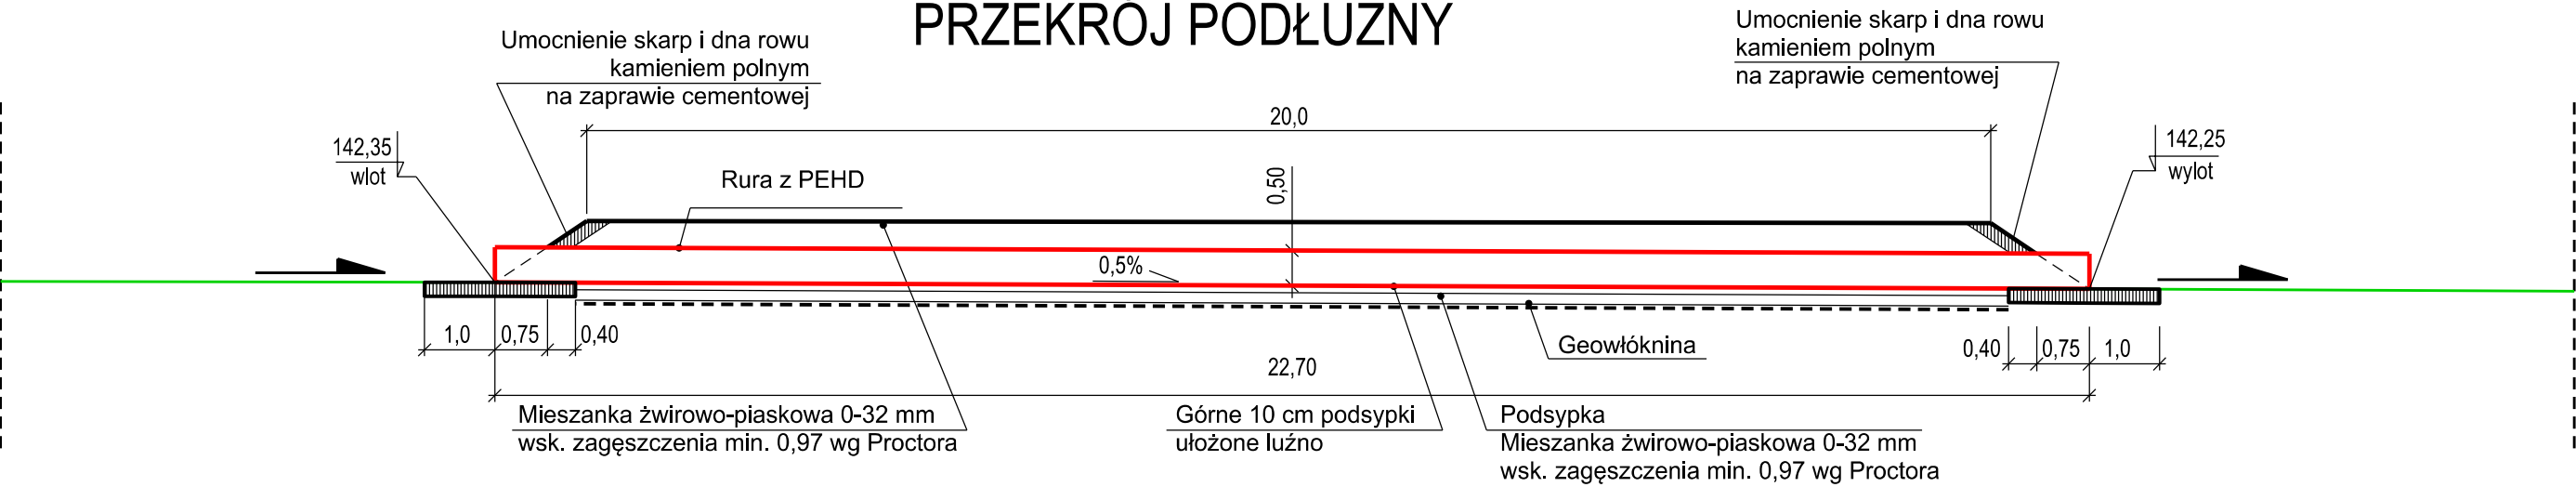 PRZEKRÓJ PODŁUŻNY
Umocnienie skarp i dna rowu
kamieniem polnym
na zaprawie cementowej
Umocnienie skarp i dna rowu
kamieniem polnym
na zaprawie cementowej
20,0
142,35
wlot
142,25
wylot
Rura z PEHD
0,50
0,5%
1,0
0,75
0,40
Geowłóknina
0,40
0,75
1,0
22,70
Mieszanka żwirowo-piaskowa 0-32 mm
wsk. zagęszczenia min. 0,97 wg Proctora
Górne 10 cm podsypki
ułożone luźno
Podsypka
Mieszanka żwirowo-piaskowa 0-32 mm
wsk. zagęszczenia min. 0,97 wg Proctora